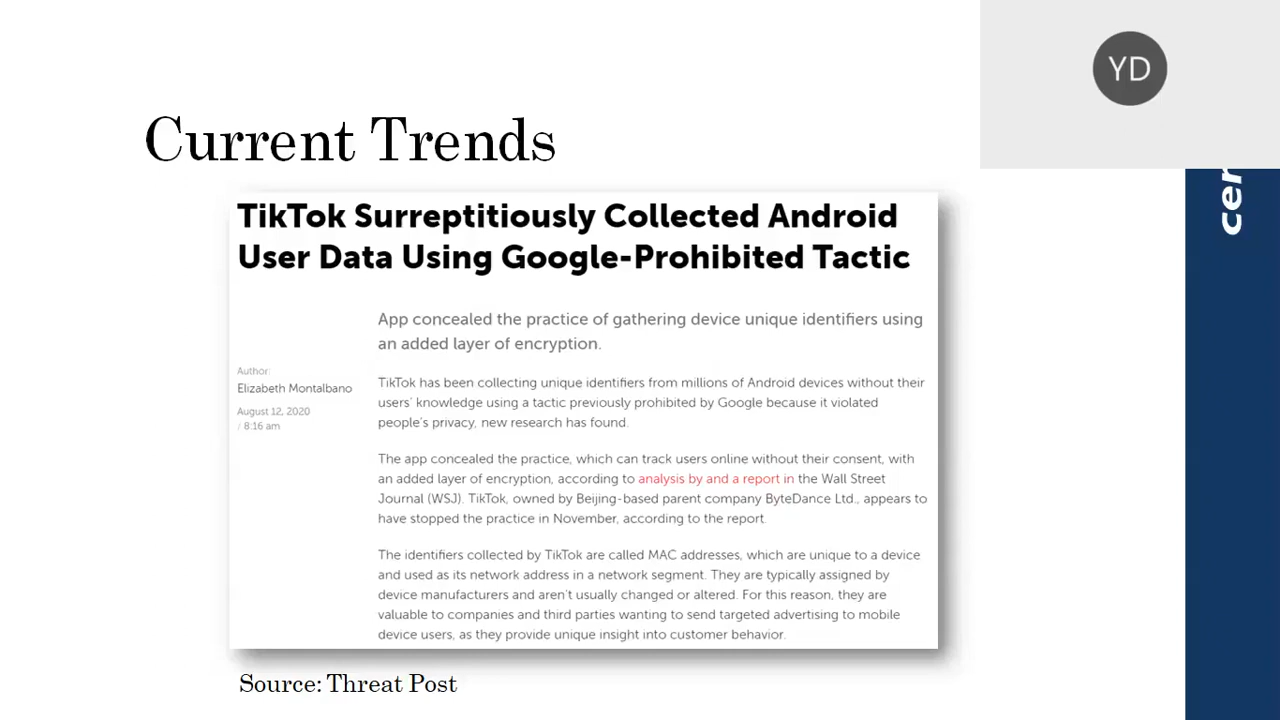 YD
Current Trends
cer
TikTok Surreptitiously Collected Android
User Data Using Google-Prohibited Tactic
App concealed the practice of gathering device unique identifiers using
an added layer of encryption.
Author:
Elizabeth Montalbano
August 12, 2020
/ 8:16 am
TikTok has been collecting unique identifiers from millions of Android devices without their
users' knowledge using a tactic previously prohibited by Google because it violated
people's privacy, new research has found.
The app concealed the practice, which can track users online without their consent, with
an added layer of encryption, according to analysis by and a report in the Wall Street
Journal (WSJ). TikTok, owned by Beijing-based parent company ByteDance Ltd., appears to
have stopped the practice in November, according to the report.
The identifiers collected by TikTok are called MAC addresses, which are unique to a device
and used as its network address in a network segment. They are typically assigned by
device manufacturers and aren't usually changed or altered. For this reason, they are
valuable to companies and third parties wanting to send targeted advertising to mobile
device users, as they provide unique insight into customer behavior.
Source: Threat Post